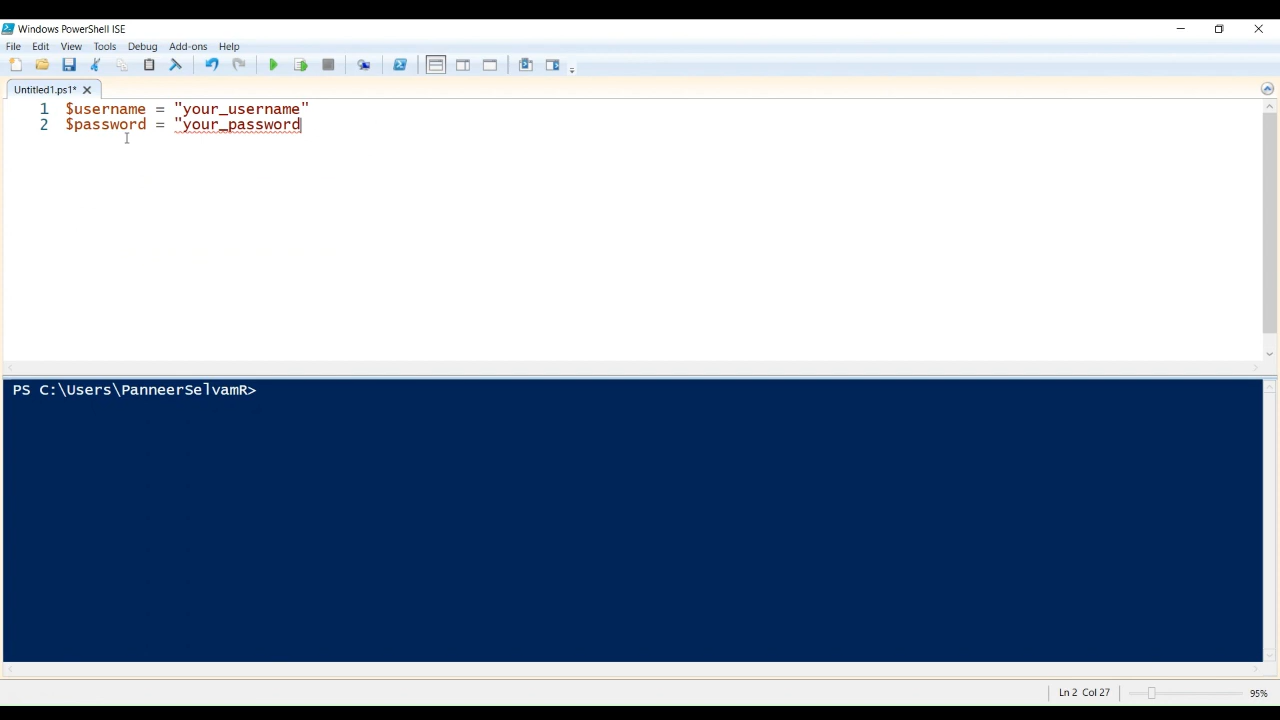 Windows PowerShell ISE
File Edit View Tools Debug Add-ons Help
Untitled1.ps1*
1 $username = "your_username"
2 $password = "your_password
PS C:\Users\PanneerSelvamR>
Ln 2 Col 27
95%